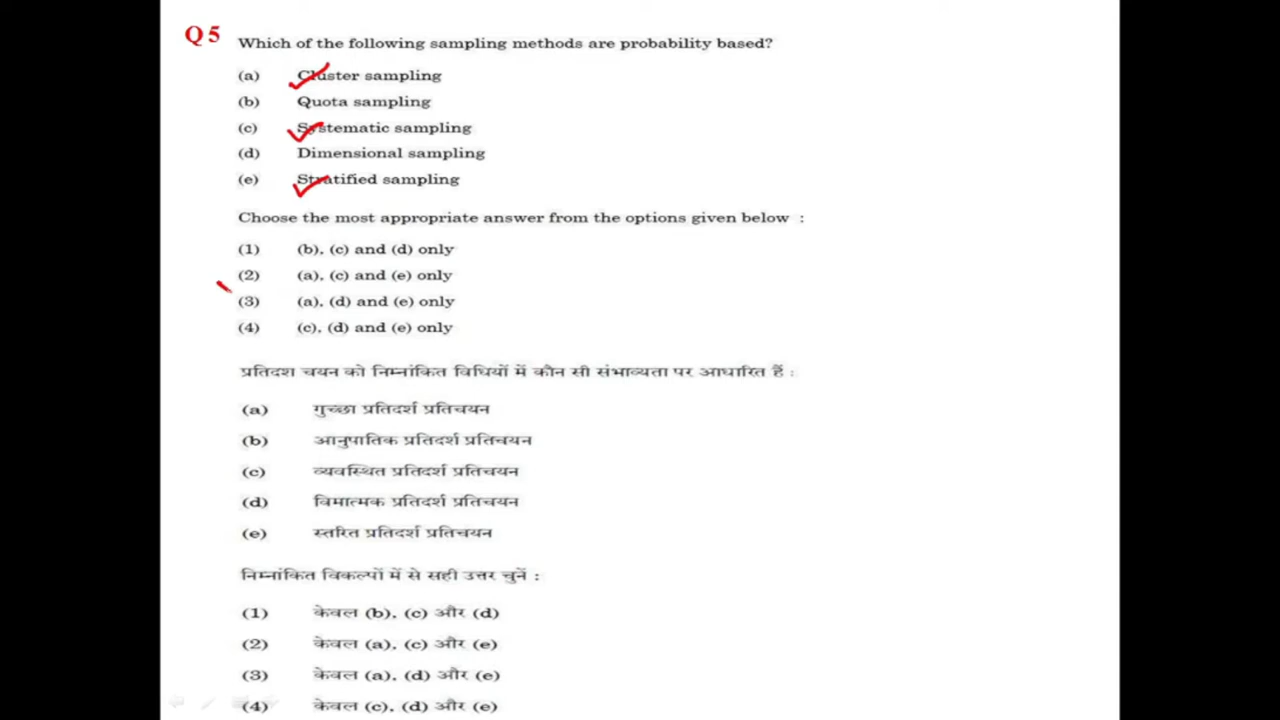 Q 5
Which of the following sampling methods are probability based?
(a) Cluster sampling
(b) Quota sampling
(c) Systematic sampling
(d) Dimensional sampling
(e) Stratified sampling
Choose the most appropriate answer from the options given below :
(1) (b), (c) and (d) only
(2) (a), (c) and (e) only
(3) (a), (d) and (e) only
(4) (c), (d) and (e) only
प्रतिदश चयन को निम्नांकित विधियों में कौन सी संभाव्यता पर आधारित हैं :
(a) गुच्छा प्रतिदर्श प्रतिचयन
(b) आनुपातिक प्रतिदर्श प्रतिचयन
(c) व्यवस्थित प्रतिदर्श प्रतिचयन
(d) विमात्मक प्रतिदर्श प्रतिचयन
(e) स्तरित प्रतिदर्श प्रतिचयन
निम्नांकित विकल्पों में से सही उत्तर चुनें :
(1) केवल (b), (c) और (d)
(2) केवल (a), (c) और (e)
(3) केवल (a), (d) और (e)
(4) केवल (c), (d) और (e)